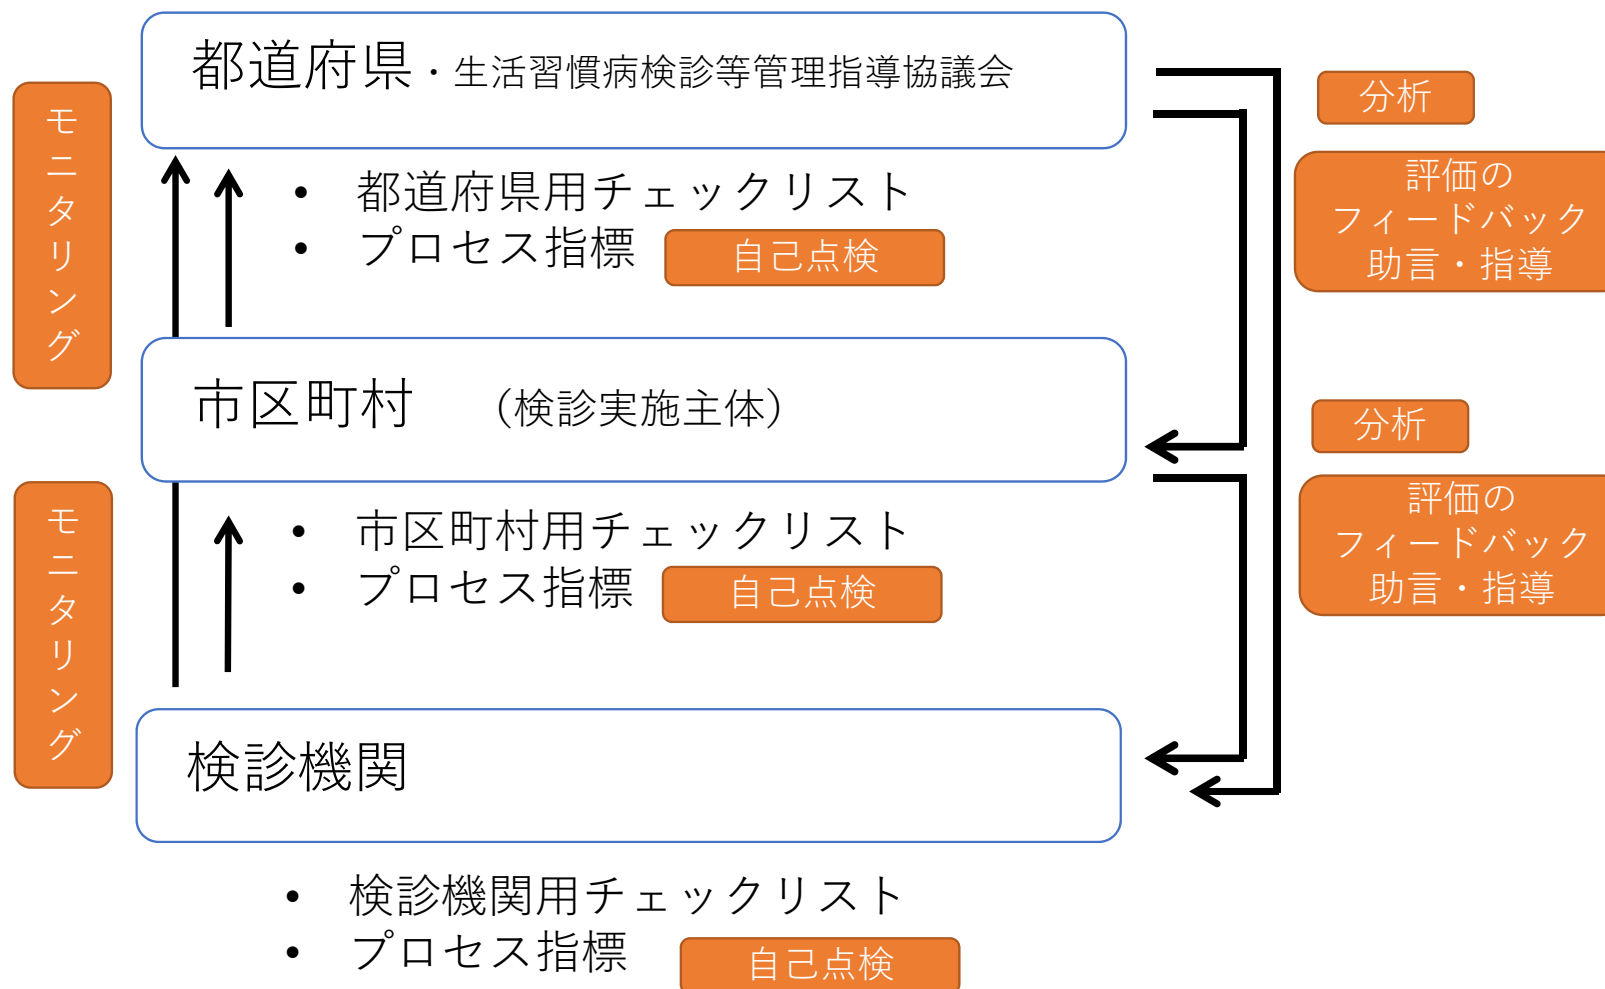 都道府県・生活習慣病検診等管理指導協議会
モニタリング
分析
評価の
フィードバック
助言・指導
• 都道府県用チェックリスト
• プロセス指標 自己点検
市区町村 （検診実施主体）
分析
評価の
フィードバック
助言・指導
モニタリング
• 市区町村用チェックリスト
• プロセス指標 自己点検
検診機関
• 検診機関用チェックリスト
• プロセス指標 自己点検